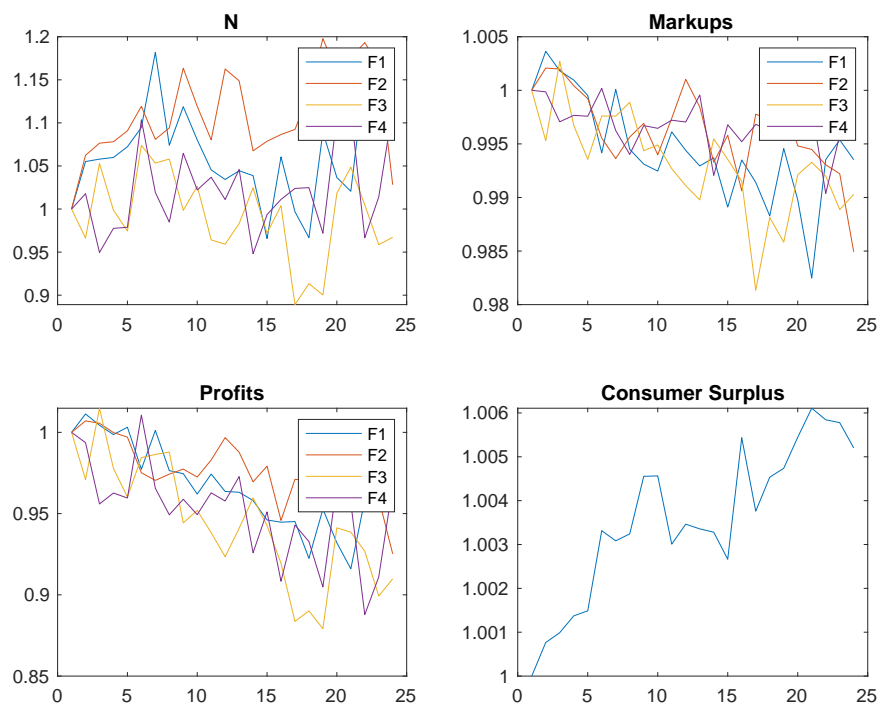 N
1.2
1.15
1.1
1.05
1
0.95
0.9
0 5 10 15 20 25
F1
F2
F3
F4
Markups
1.005
1
0.995
0.99
0.985
0.98
0 5 10 15 20 25
F1
F2
F3
F4
Profits
1
0.95
0.9
0.85
0 5 10 15 20 25
F1
F2
F3
F4
Consumer Surplus
1.006
1.005
1.004
1.003
1.002
1.001
1
0 5 10 15 20 25